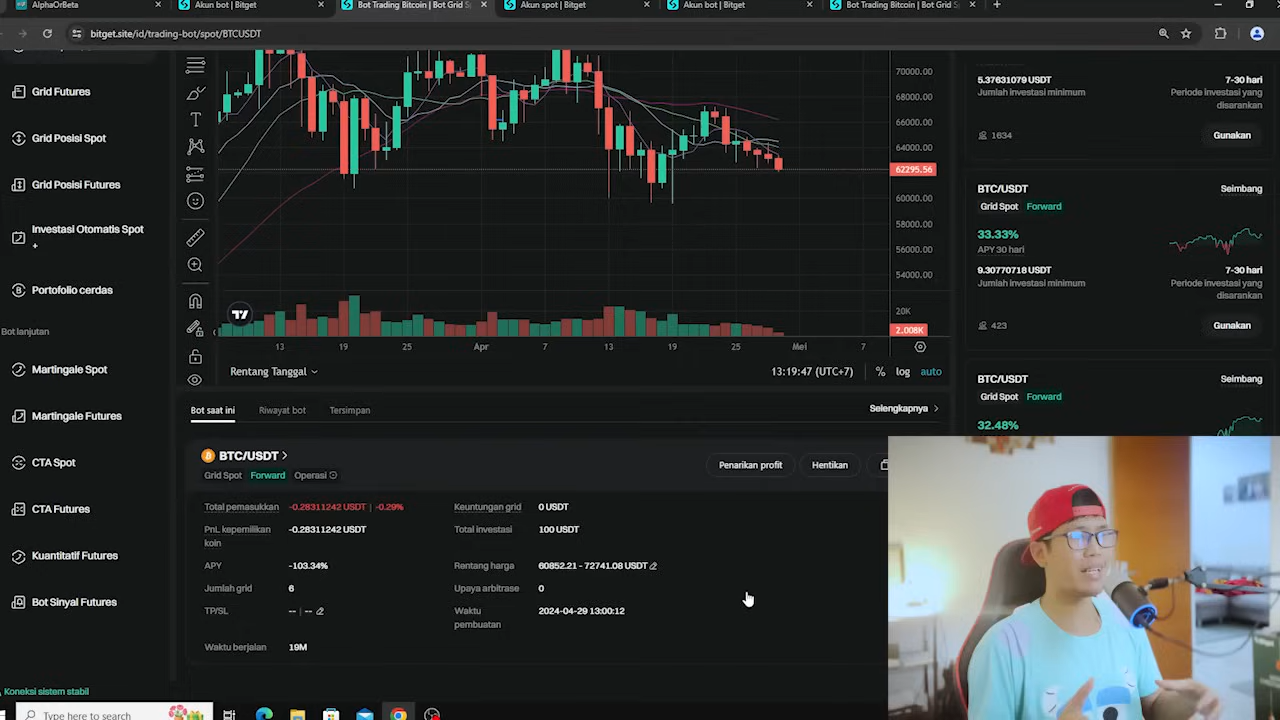 AlphaOrBeta
Akun bot | Bitget
Bot Trading Bitcoin | Bot Grid S
Akun spot | Bitget
Akun bot | Bitget
Bot Trading Bitcoin | Bot Grid S
bitget.site/id/trading-bot/spot/BTCUSDT
Grid Futures
Grid Posisi Spot
Grid Posisi Futures
Investasi Otomatis Spot
+
Portofolio cerdas
Bot lanjutan
Martingale Spot
Martingale Futures
CTA Spot
CTA Futures
Kuantitatif Futures
Bot Sinyal Futures
Koneksi sistem stabil
70000.00
68000.00
66000.00
64000.00
62295.56
60000.00
58000.00
56000.00
54000.00
20K
2.008K
13
19
25
Apr
7
13
19
25
Mei
7
Rentang Tanggal
13:19:47 (UTC+7)
%
log
auto
Bot saat ini
Riwayat bot
Tersimpan
Selengkapnya
BTC/USDT
Grid Spot Forward Operasi
Penarikan profit
Hentikan
Total pemasukkan -0.28311242 USDT | -0.29%
Keuntungan grid 0 USDT
PnL kepemilikan
koin
-0.28311242 USDT
Total investasi 100 USDT
APY -103.34%
Rentang harga 60852.21 - 72741.08 USDT
Jumlah grid 6
Upaya arbitrase 0
TP/SL -- | --
Waktu
pembuatan
2024-04-29 13:00:12
Waktu berjalan 19M
5.37631079 USDT
7-30 hari
Jumlah investasi minimum
Periode investasi yang
disarankan
1634
Gunakan
BTC/USDT
Seimbang
Grid Spot Forward
33.33%
APY 30 hari
9.30770718 USDT
7-30 hari
Jumlah investasi minimum
Periode investasi yang
disarankan
423
Gunakan
BTC/USDT
Seimbang
Grid Spot Forward
32.48%
Type here to search